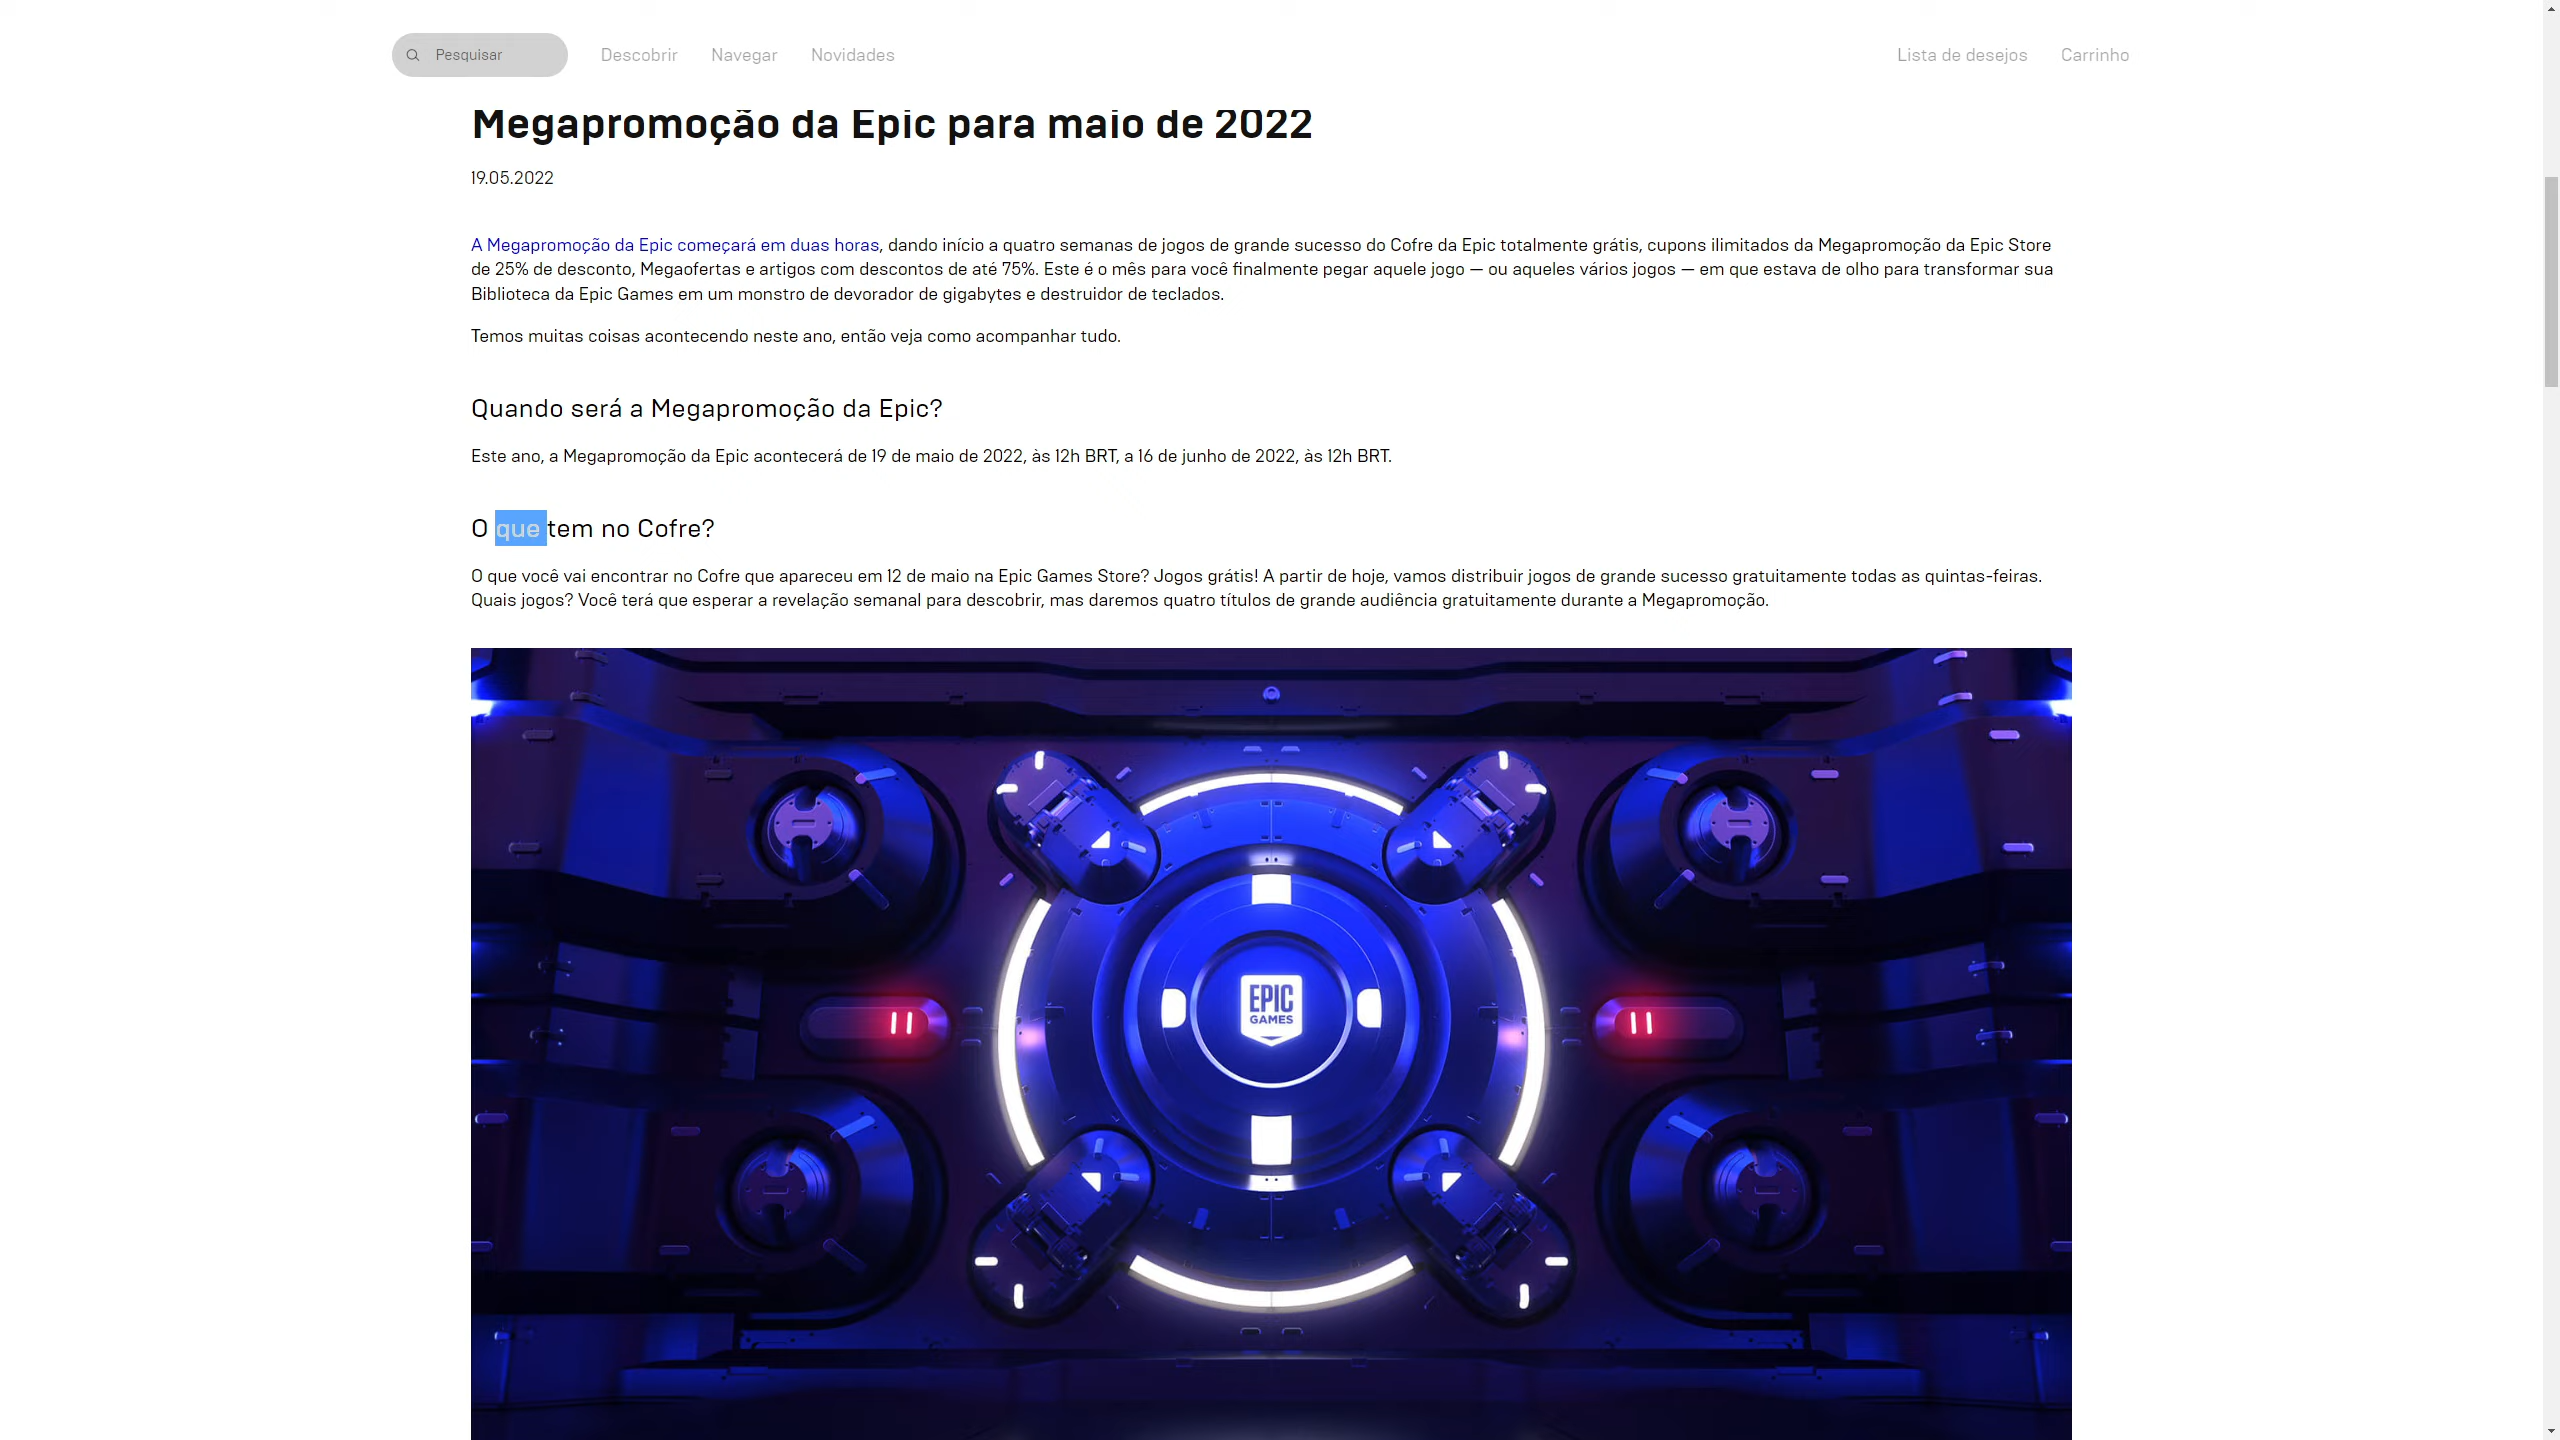 Pesquisar
Descobrir
Navegar
Novidades
Lista de desejos
Carrinho
Megapromoção da Epic para maio de 2022
19.05.2022
A Megapromoção da Epic começará em duas horas, dando início a quatro semanas de jogos de grande sucesso do Cofre da Epic totalmente grátis, cupons ilimitados da Megapromoção da Epic Store
de 25% de desconto, Megaofertas e artigos com descontos de até 75%. Este é o mês para você finalmente pegar aquele jogo — ou aqueles vários jogos — em que estava de olho para transformar sua
Biblioteca da Epic Games em um monstro de devorador de gigabytes e destruidor de teclados.
Temos muitas coisas acontecendo neste ano, então veja como acompanhar tudo.
Quando será a Megapromoção da Epic?
Este ano, a Megapromoção da Epic acontecerá de 19 de maio de 2022, às 12h BRT, a 16 de junho de 2022, às 12h BRT.
O que tem no Cofre?
O que você vai encontrar no Cofre que apareceu em 12 de maio na Epic Games Store? Jogos grátis! A partir de hoje, vamos distribuir jogos de grande sucesso gratuitamente todas as quintas-feiras.
Quais jogos? Você terá que esperar a revelação semanal para descobrir, mas daremos quatro títulos de grande audiência gratuitamente durante a Megapromoção.
EPIC
GAMES